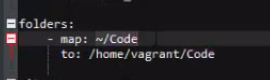 folders:
    - map: ~/Code
      to: /home/vagrant/Code